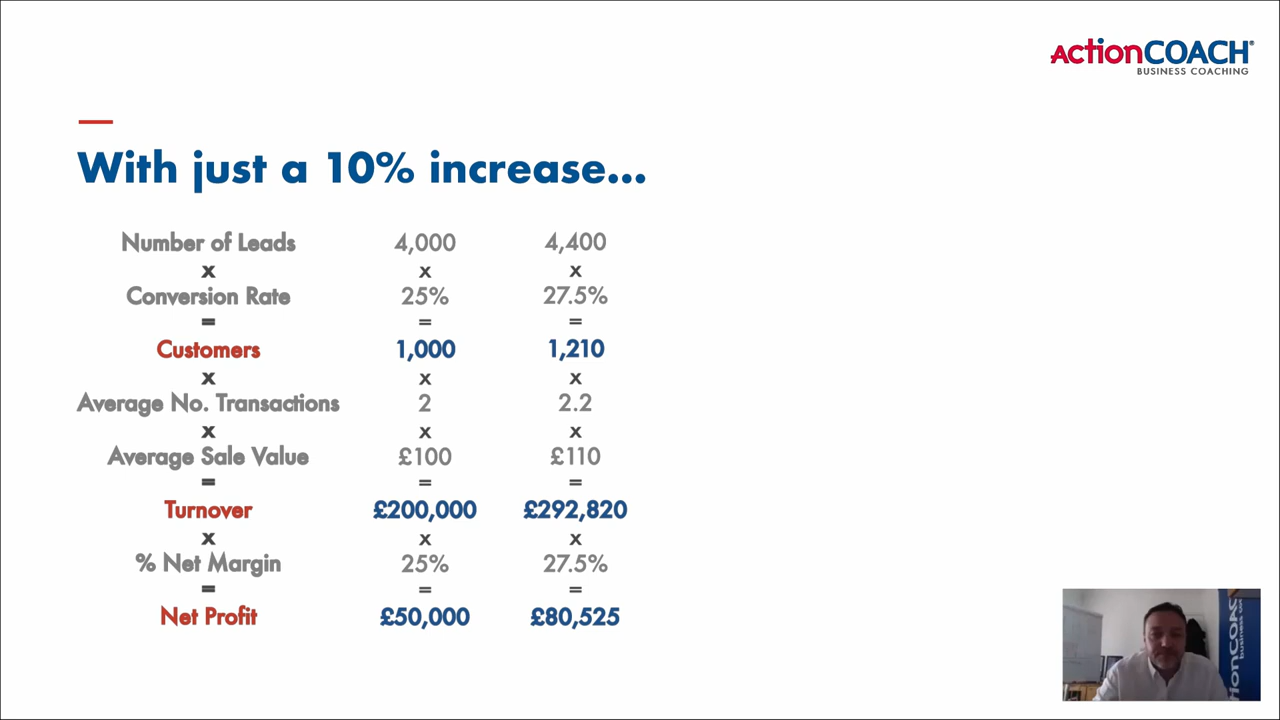 ActionCOACH®
BUSINESS COACHING
With just a 10% increase...
Number of Leads 4,000 4,400
x x x
Conversion Rate 25% 27.5%
= = =
Customers 1,000 1,210
x x x
Average No. Transactions 2 2.2
x x x
Average Sale Value £100 £110
= = =
Turnover £200,000 £292,820
x x x
% Net Margin 25% 27.5%
= = =
Net Profit £50,000 £80,525
tionCOAC
business